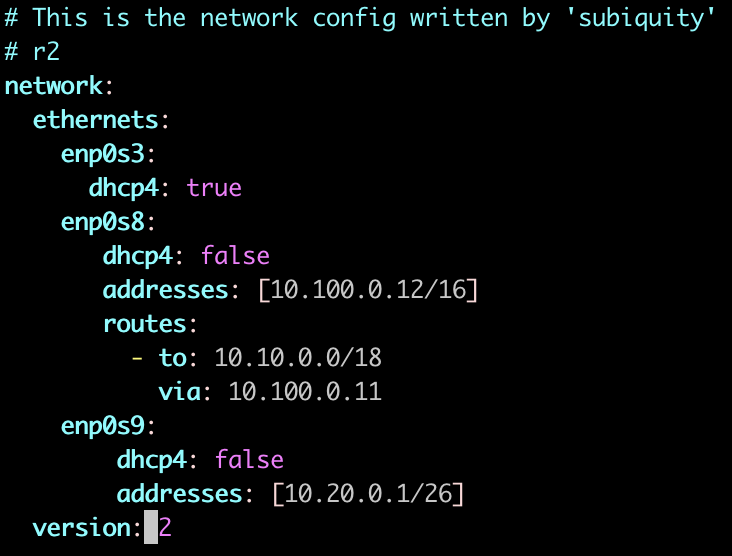 # This is the network config written by 'subiquity'
# r2
network:
  ethernets:
    enp0s3:
      dhcp4: true
    enp0s8:
       dhcp4: false
       addresses: [10.100.0.12/16]
       routes:
         - to: 10.10.0.0/18
           via: 10.100.0.11
    enp0s9:
        dhcp4: false
        addresses: [10.20.0.1/26]
  version: 2